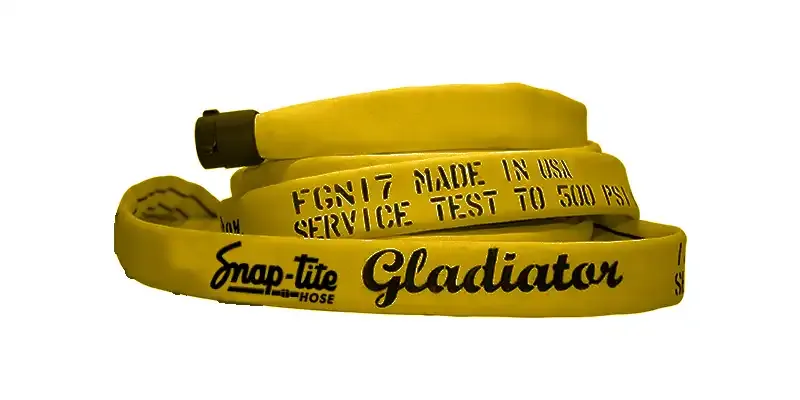 FGN17 MADE IN USA
SERVICE TEST TO 500 PSI
Snap-tite
HOSE
Gladiator